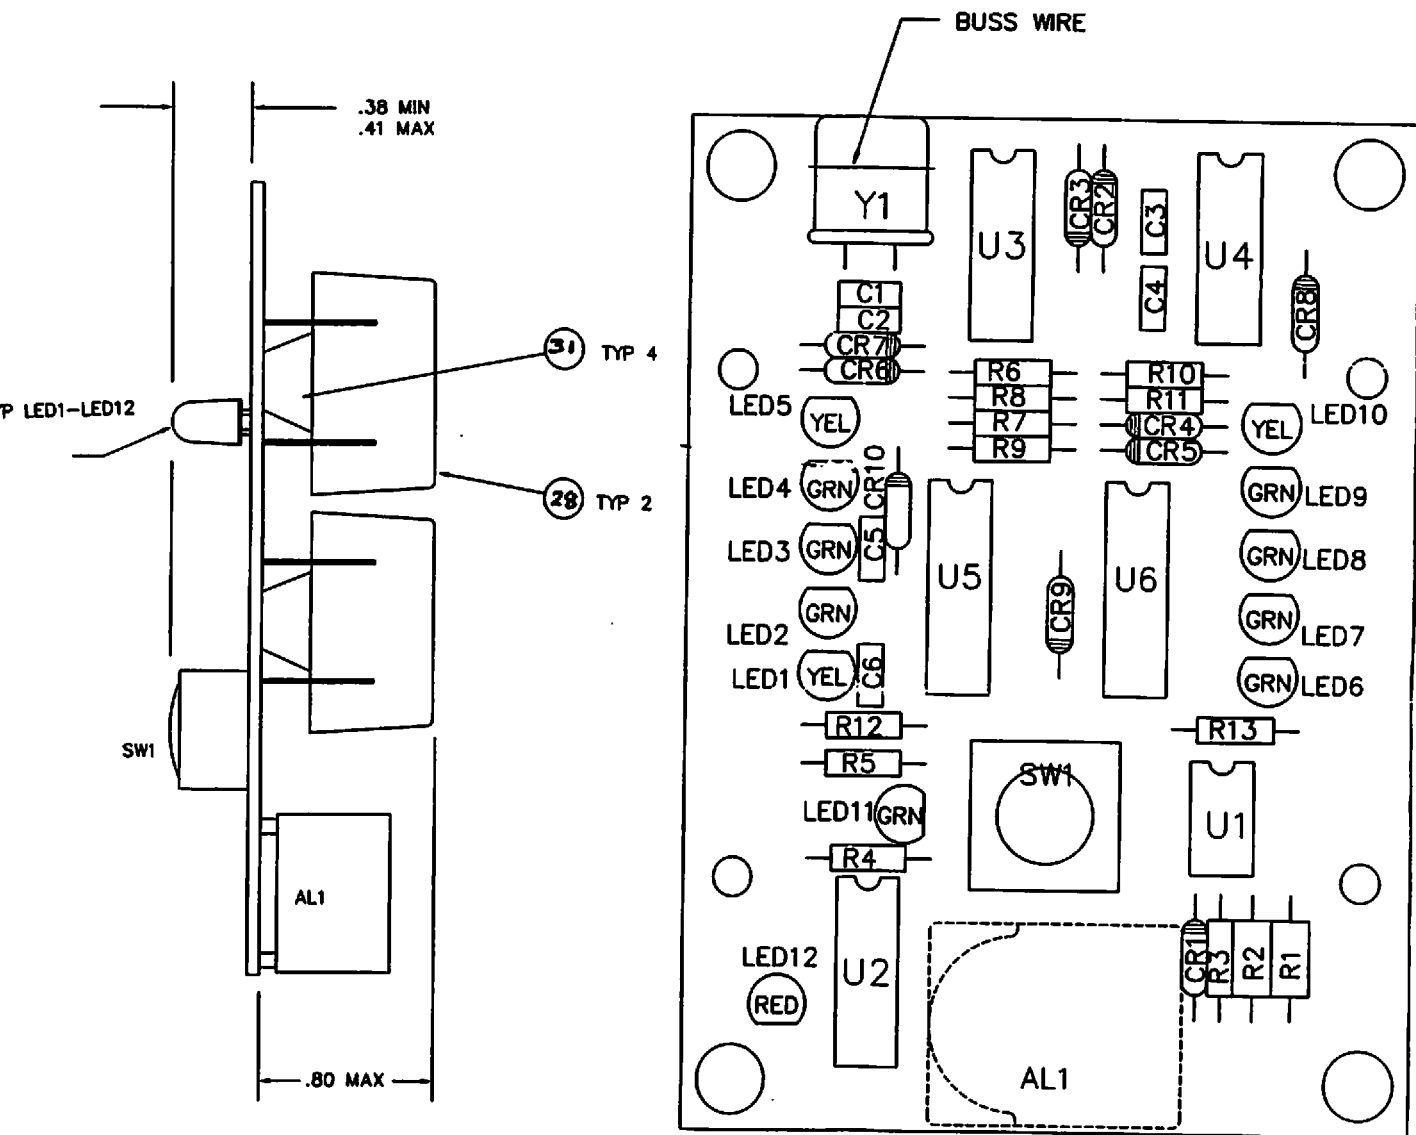 BUSS WIRE
.38 MIN
.41 MAX
31 TYP 4
LED1-LED12
28 TYP 2
SW1
AL1
.80 MAX
Y1
U3
CR3
CR2
C3
C4
U4
CR8
C1
C2
CR7
CR6
R6
R8
R7
R9
R10
R11
CR4
CR5
LED5 YEL
YEL LED10
LED4 GRN
CR10
GRN LED9
LED3 GRN
C5
U5
U6
GRN LED8
CR9
LED2 GRN
GRN LED7
LED1 YEL
C6
GRN LED6
R12
R13
R5
SW1
LED11 GRN
U1
R4
LED12
RED
U2
CR1
R3
R2
R1
AL1